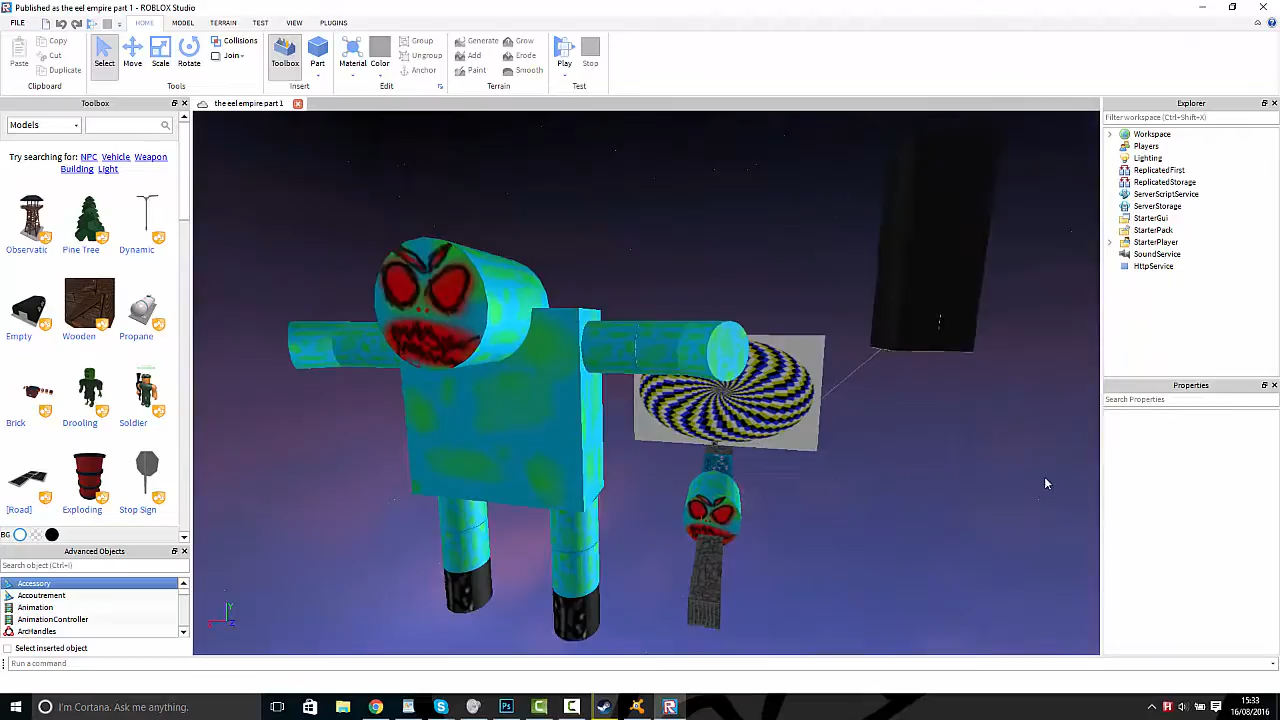 Published as the eel empire part 1 - ROBLOX Studio
FILE HOME MODEL TERRAIN TEST VIEW PLUGINS
Paste Copy Cut Duplicate Clipboard
Select Move Scale Rotate Collisions Join Tools
Toolbox Part Insert
Material Color Group Ungroup Anchor Edit
Generate Grow Add Erode Paint Smooth Terrain
Play Stop Test
Toolbox
the eel empire part 1
Explorer
Models
Filter workspace (Ctrl+Shift+X)
Try searching for: NPC Vehicle Weapon
Building Light
Observatic Pine Tree Dynamic
Empty Wooden Propane
Brick Drooling Soldier
[Road] Exploding Stop Sign
BG
Advanced Objects
Search object (Ctrl+I)
Accessory
Accoutrement
Animation
AnimationController
ArcHandles
Select inserted object
Run a command
Workspace
Players
Lighting
ReplicatedFirst
ReplicatedStorage
ServerScriptService
ServerStorage
StarterGui
StarterPack
StarterPlayer
SoundService
HttpService
Properties
Search Properties
Y
I'm Cortana. Ask me anything.
15:33
16/08/2016